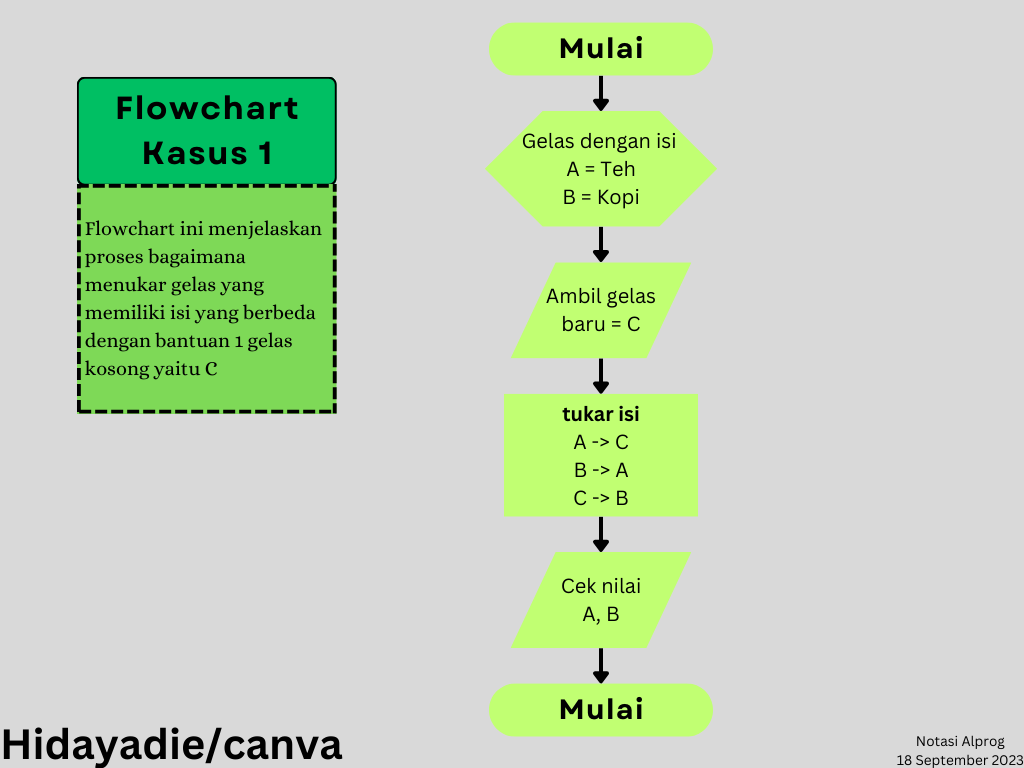 Flowchart
Kasus 1
Flowchart ini menjelaskan
proses bagaimana
menukar gelas yang
memiliki isi yang berbeda
dengan bantuan 1 gelas
kosong yaitu C
Mulai
Gelas dengan isi
A = Teh
B = Kopi
Ambil gelas
baru = C
tukar isi
A -> C
B -> A
C -> B
Cek nilai
A, B
Mulai
Hidayadie/canva
Notasi Alprog
18 September 2023